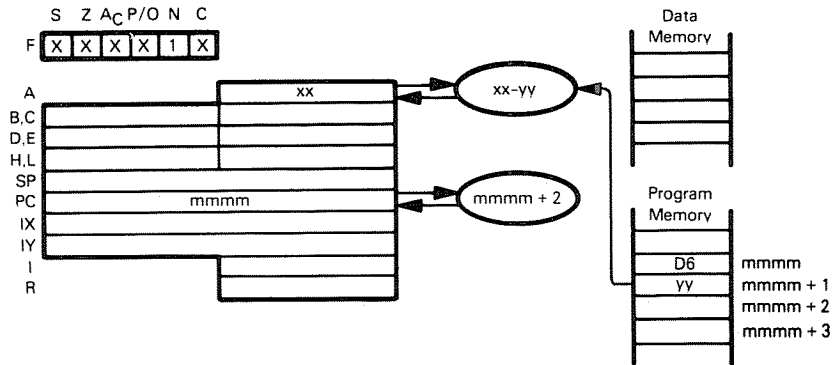 S Z AC P/O N C
F X X X X 1 X
Data
Memory
A xx xx-yy
B,C
D,E
H,L
SP
PC mmmm mmmm + 2
IX
IY
I
R
Program
Memory
D6 mmmm
yy mmmm + 1
mmmm + 2
mmmm + 3